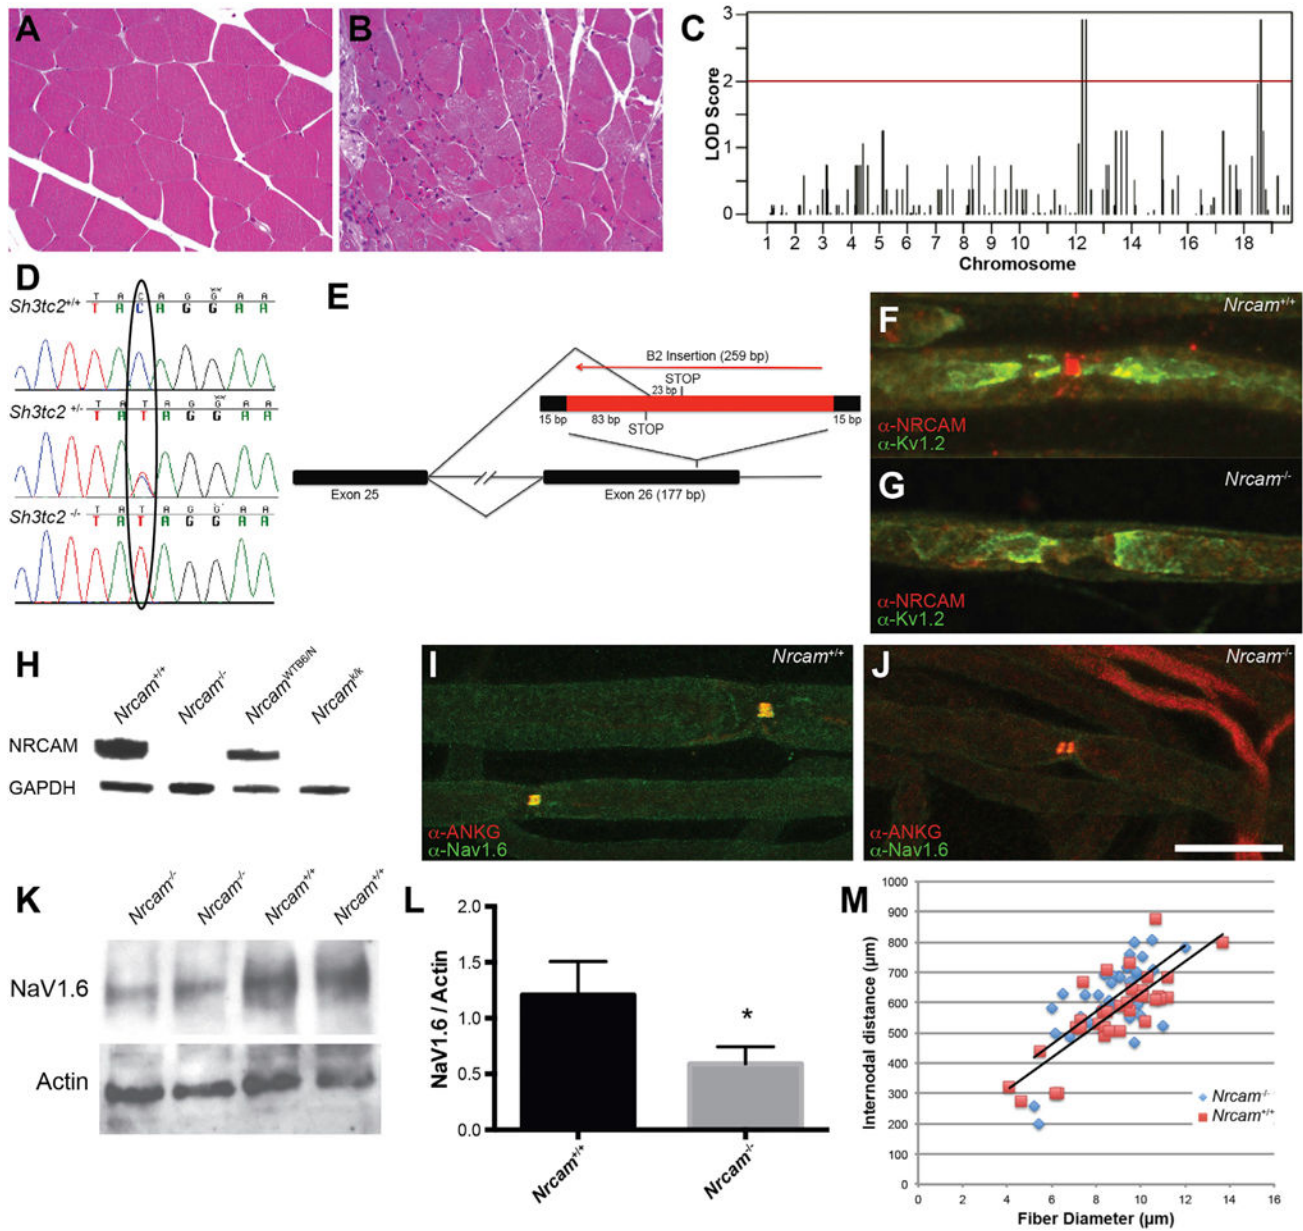 A
B
C
3
2
1
0
LOD Score
1 2 3 4 5 6 7 8 9 10 12 14 16 18
Chromosome
D
Sh3tc2+/+
T A C A G G A A
T A C A G G A A
Sh3tc2 +/-
T A T A G G A A
T A T A G G A A
Sh3tc2 -/-
T A T A G G A A
T A T A G G A A
E
B2 Insertion (259 bp)
STOP
23 bp
15 bp
83 bp
15 bp
STOP
Exon 25
Exon 26 (177 bp)
F
Nrcam+/+
α-NRCAM
α-Kv1.2
G
Nrcam-/-
α-NRCAM
α-Kv1.2
H
Nrcam+/+
Nrcam-/-
NrcamWTB6/N
Nrcamk/k
NRCAM
GAPDH
I
Nrcam+/+
α-ANKG
α-Nav1.6
J
Nrcam-/-
α-ANKG
α-Nav1.6
K
Nrcam-/-
Nrcam-/-
Nrcam+/+
Nrcam+/+
NaV1.6
Actin
L
2.0
1.5
1.0
0.5
0.0
NaV1.6 / Actin
*
Nrcam+/+
Nrcam-/-
M
1000
900
800
700
600
500
400
300
200
100
0
Internodal distance (µm)
Nrcam-/-
Nrcam+/+
0 2 4 6 8 10 12 14 16
Fiber Diameter (µm)